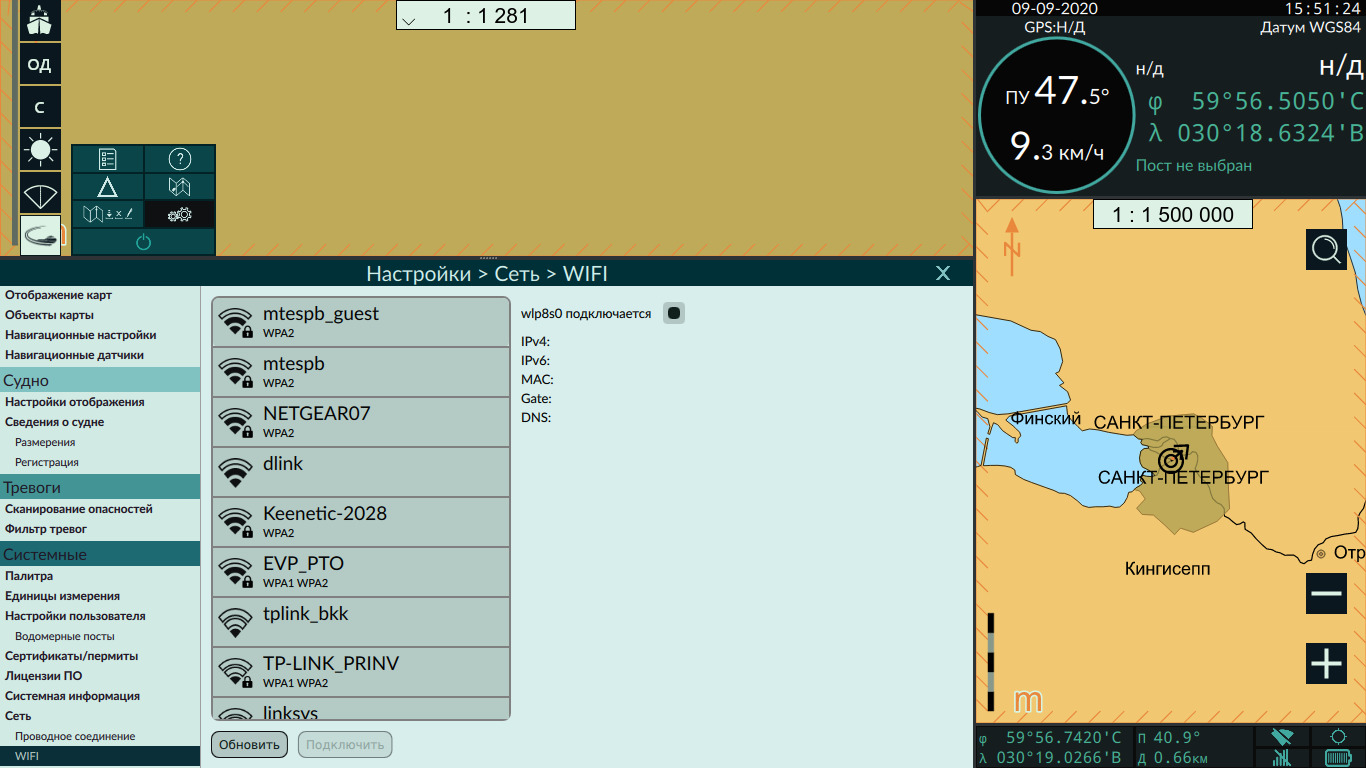 1 : 1 281
ОД
С
?
Настройки > Сеть > WIFI
X
Отображение карт
Объекты карты
Навигационные настройки
Навигационные датчики
Судно
Настройки отображения
Сведения о судне
Размерения
Регистрация
Тревоги
Сканирование опасностей
Фильтр тревог
Системные
Палитра
Единицы измерения
Настройки пользователя
Водомерные посты
Сертификаты/пермиты
Лицензии ПО
Системная информация
Сеть
Проводное соединение
WIFI
mtespb_guest
WPA2
mtespb
WPA2
NETGEAR07
WPA2
dlink
Keenetic-2028
WPA2
EVP_PTO
WPA1 WPA2
tplink_bkk
TP-LINK_PRINV
WPA1 WPA2
linksys
Обновить
Подключить
wlp8s0 подключается
IPv4:
IPv6:
MAC:
Gate:
DNS:
09-09-2020 15:51:24
GPS:Н/Д Датум WGS84
ПУ 47.5°
9.3 км/ч
н/д н/д
φ 59°56.5050'С
λ 030°18.6324'В
Пост не выбран
1 : 1 500 000
N
Финский
САНКТ-ПЕТЕРБУРГ
САНКТ-ПЕТЕРБУРГ
Отр
Кингисепп
m
φ 59°56.7420'С
λ 030°19.0266'В
П 40.9°
Д 0.66км